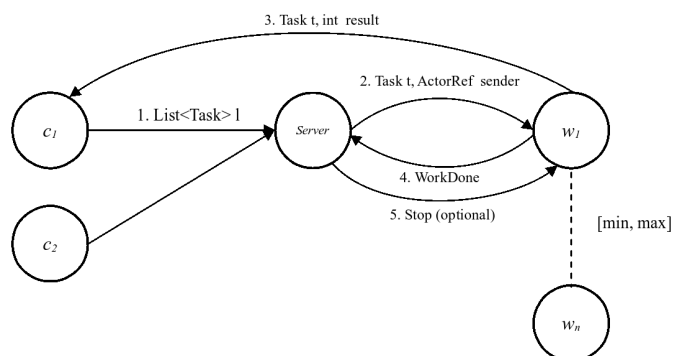 3. Task t, int result
2. Task t, ActorRef sender
1. List<Task> l
c1
Server
w1
4. WorkDone
5. Stop (optional)
c2
[min, max]
wn